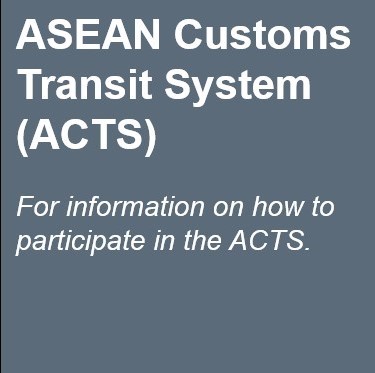 ASEAN Customs
Transit System
(ACTS)
For information on how to
participate in the ACTS.